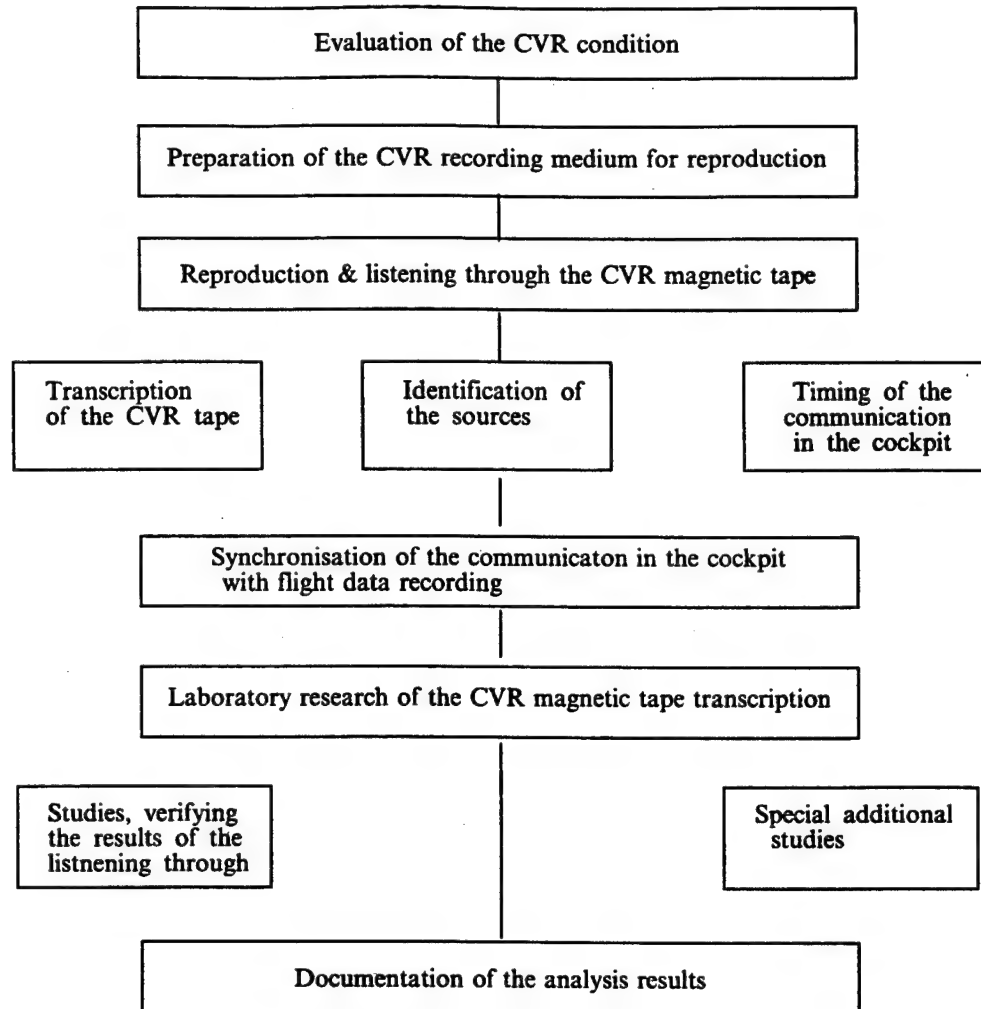 Evaluation of the CVR condition
Preparation of the CVR recording medium for reproduction
Reproduction & listening through the CVR magnetic tape
Transcription
of the CVR tape
Identification of
the sources
Timing of the
communication
in the cockpit
Synchronisation of the communicaton in the cockpit
with flight data recording
Laboratory research of the CVR magnetic tape transcription
Studies, verifying
the results of the
listnening through
Special additional
studies
Documentation of the analysis results